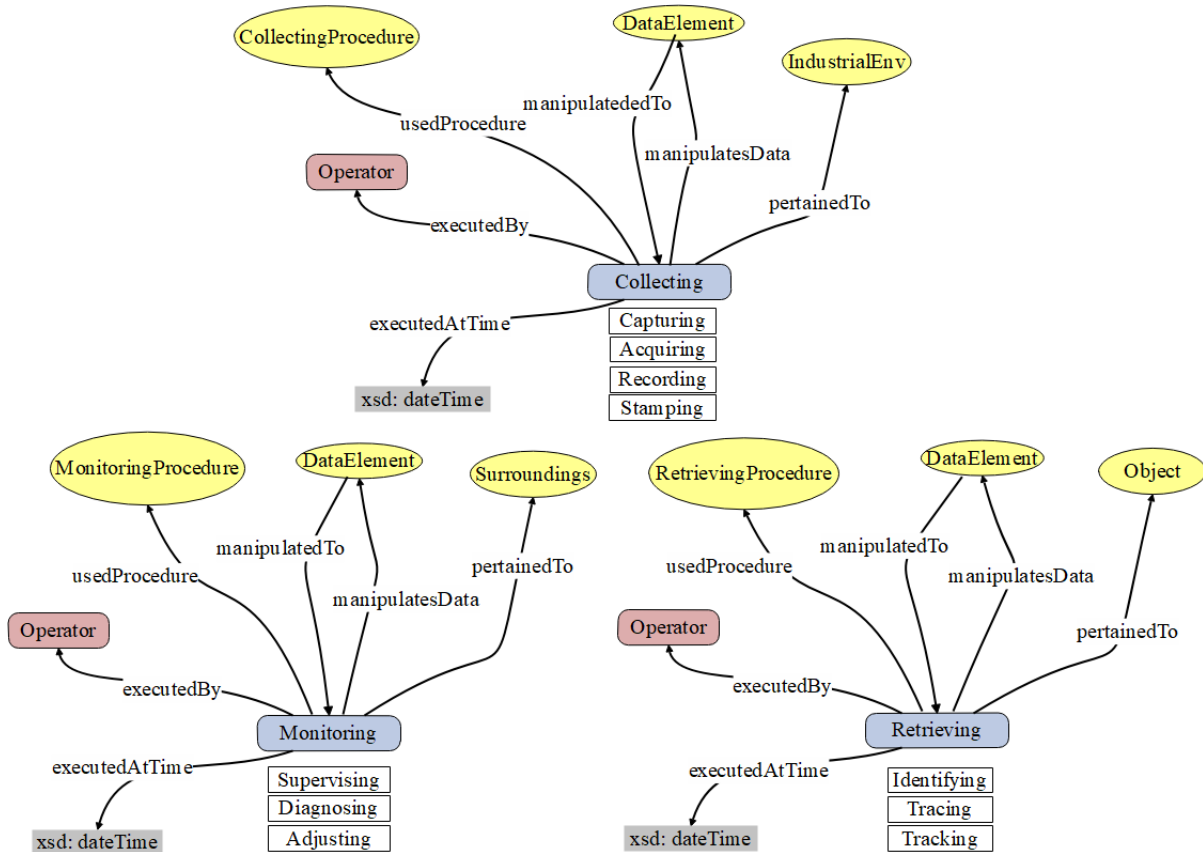 DataElement
CollectingProcedure
IndustrialEnv
manipulatededTo
usedProcedure
manipulatesData
Operator
pertainedTo
executedBy
Collecting
executedAtTime
Capturing
Acquiring
Recording
Stamping
xsd: dateTime
MonitoringProcedure
DataElement
Surroundings
manipulatedTo
pertainedTo
usedProcedure
manipulatesData
Operator
executedBy
Monitoring
executedAtTime
Supervising
Diagnosing
Adjusting
xsd: dateTime
RetrievingProcedure
DataElement
Object
manipulatedTo
usedProcedure
manipulatesData
Operator
pertainedTo
executedBy
Retrieving
executedAtTime
Identifying
Tracing
Tracking
xsd: dateTime